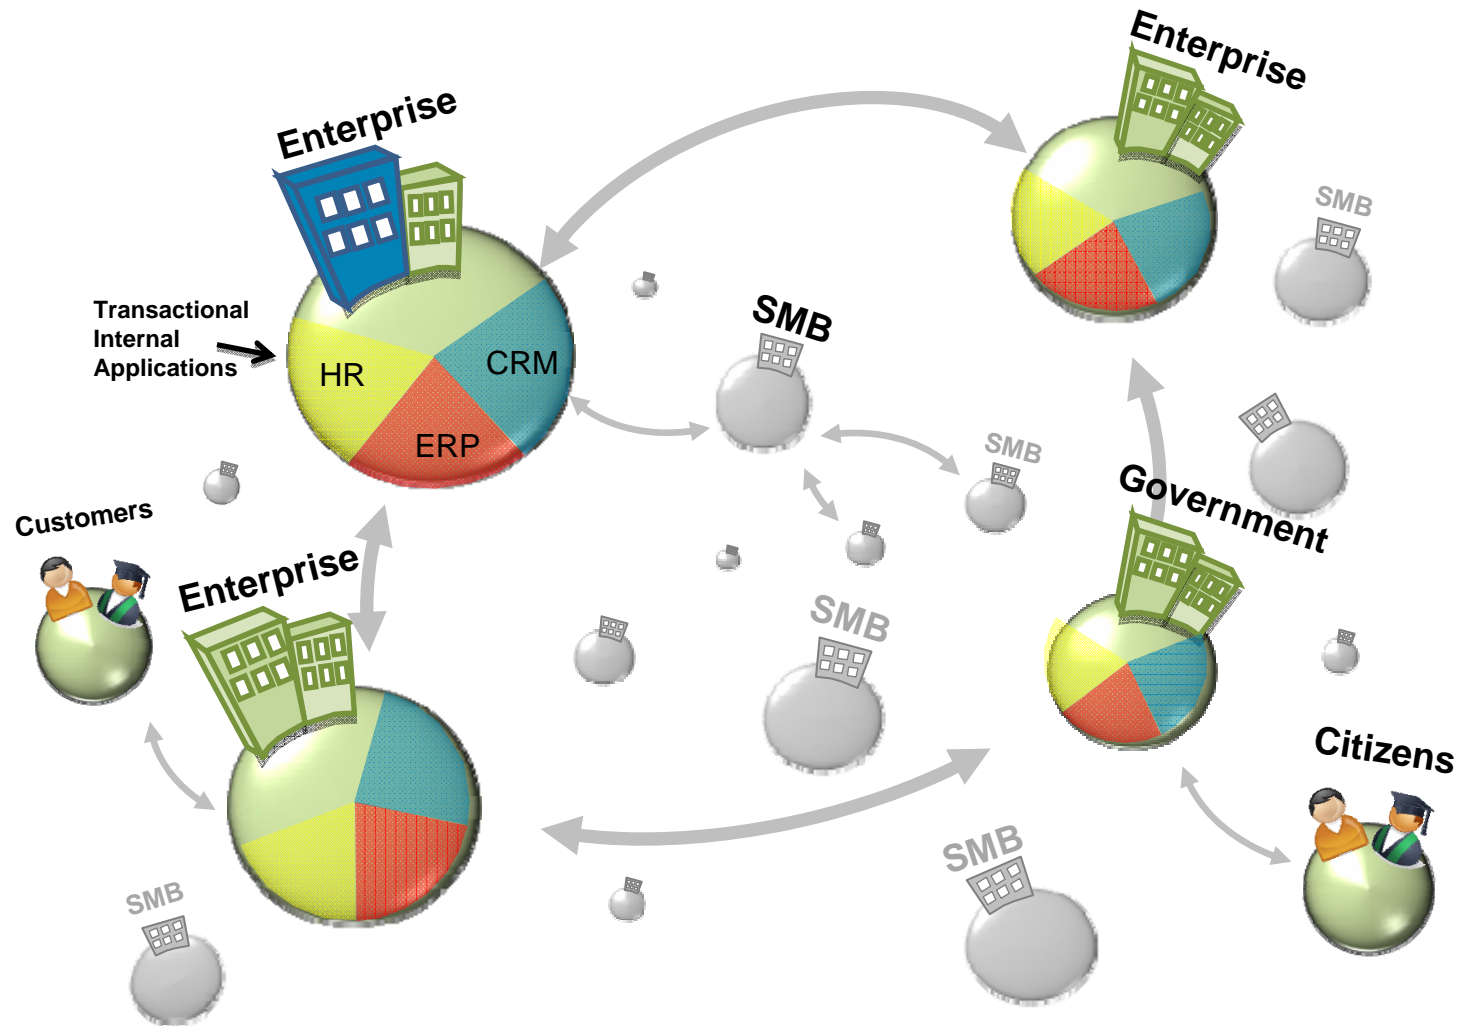 Enterprise
Enterprise
SMB
Transactional
Internal
Applications
SMB
HR
CRM
ERP
SMB
Government
Customers
Enterprise
SMB
Citizens
SMB
SMB